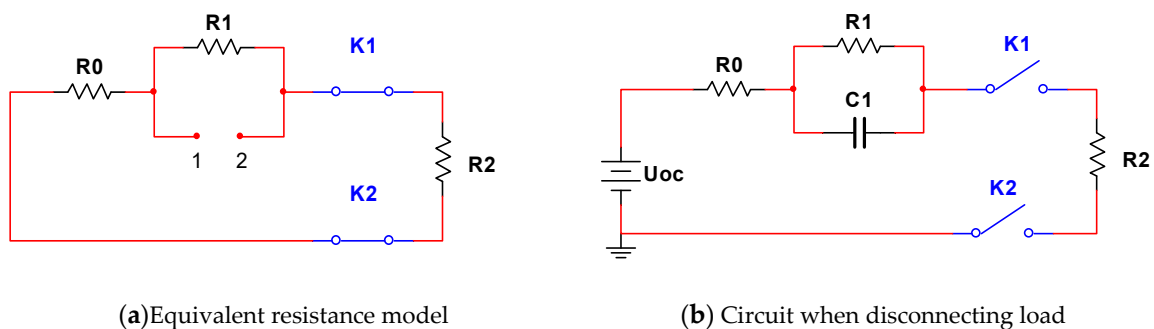 R1
K1
R0
1 2
R2
K2
(a)Equivalent resistance model
R1
K1
R0
C1
R2
Uoc
K2
(b) Circuit when disconnecting load